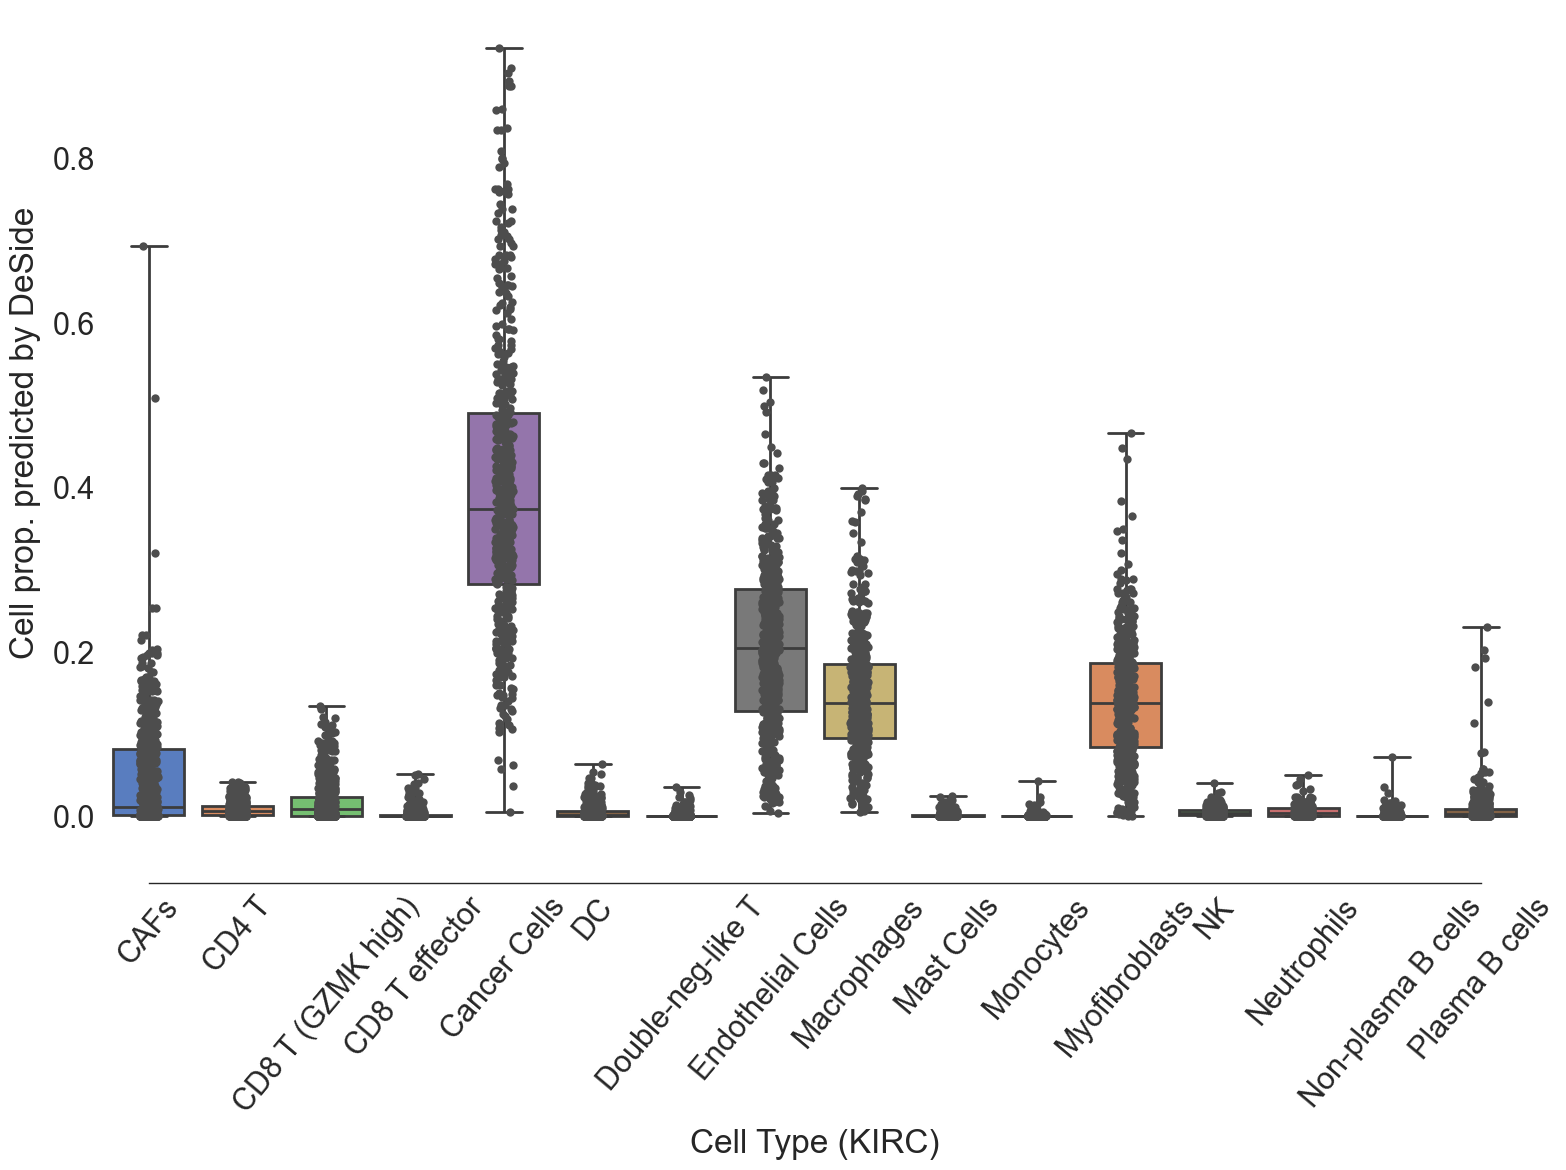 Cell prop. predicted by DeSide
0.8
0.6
0.4
0.2
0.0
CAFs
CD4 T
CD8 T (GZMK high)
CD8 T effector
Cancer Cells
DC
Double-neg-like T
Endothelial Cells
Macrophages
Mast Cells
Monocytes
Myofibroblasts
NK
Neutrophils
Non-plasma B cells
Plasma B cells
Cell Type (KIRC)